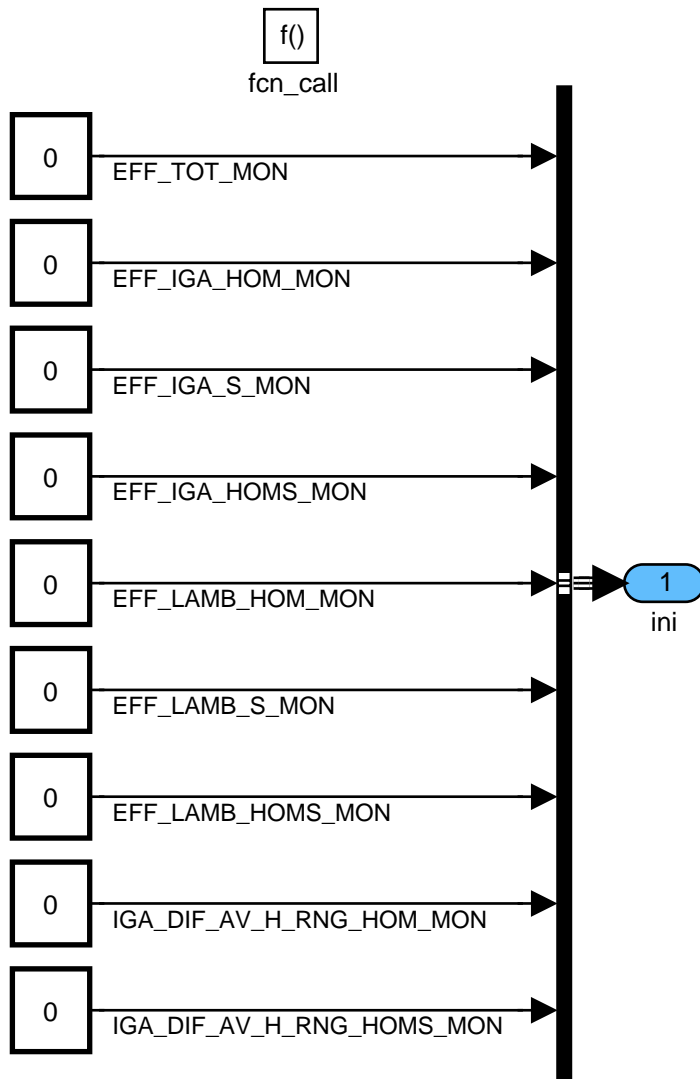 f()
fcn_call
0
EFF_TOT_MON
0
EFF_IGA_HOM_MON
0
EFF_IGA_S_MON
0
EFF_IGA_HOMS_MON
0
EFF_LAMB_HOM_MON
1
ini
0
EFF_LAMB_S_MON
0
EFF_LAMB_HOMS_MON
0
IGA_DIF_AV_H_RNG_HOM_MON
0
IGA_DIF_AV_H_RNG_HOMS_MON